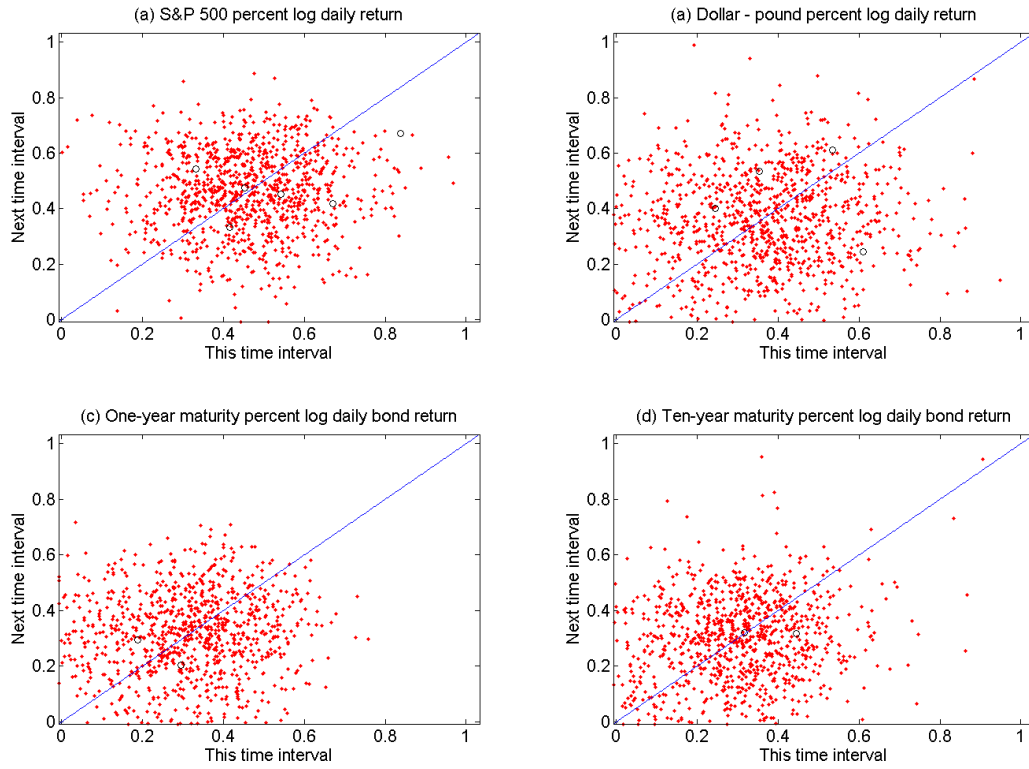 (a) S&P 500 percent log daily return
1
0.8
0.6
0.4
0.2
0
0 0.2 0.4 0.6 0.8 1
Next time interval
This time interval
(a) Dollar - pound percent log daily return
1
0.8
0.6
0.4
0.2
0
0 0.2 0.4 0.6 0.8 1
Next time interval
This time interval
(c) One-year maturity percent log daily bond return
1
0.8
0.6
0.4
0.2
0
0 0.2 0.4 0.6 0.8 1
Next time interval
This time interval
(d) Ten-year maturity percent log daily bond return
1
0.8
0.6
0.4
0.2
0
0 0.2 0.4 0.6 0.8 1
Next time interval
This time interval